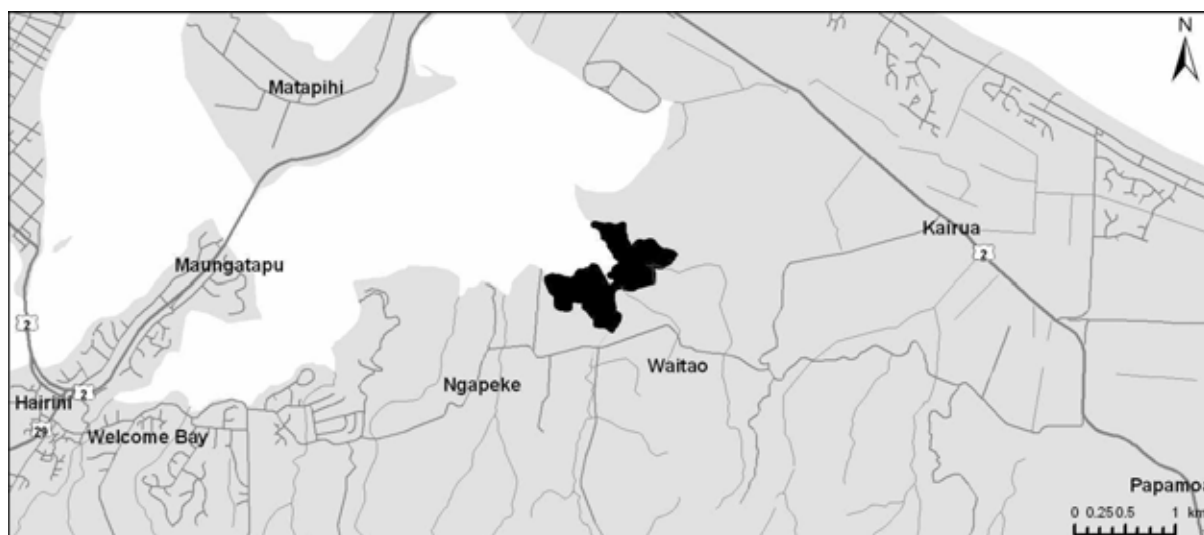 N
Matapihi
Kairua
2
Maungatapu
2
Waitao
Ngapeke
2
Hairini
29
Welcome Bay
Papamoa
0 0.25 0.5 1 km